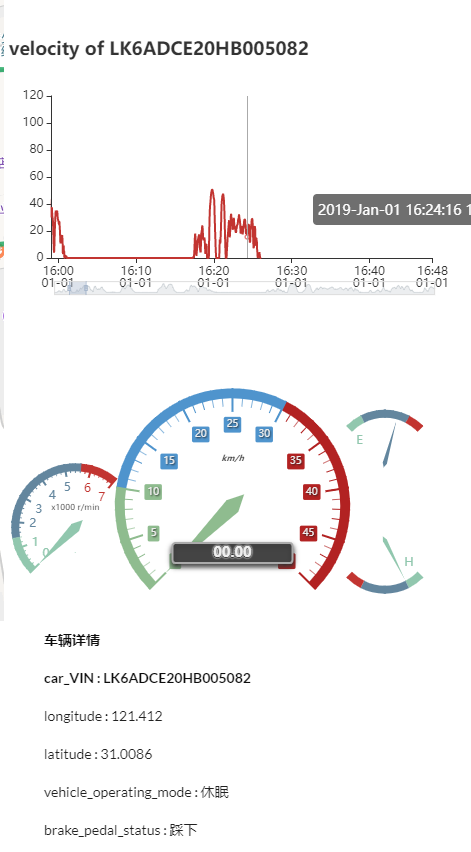 velocity of LK6ADCE20HB005082
120
100
80
60
40
20
0
2019-Jan-01 16:24:16 1
16:00 16:10 16:20 16:30 16:40 16:48
01-01 01-01 01-01 01-01 01-01 01-01
25
20 30
15 35
10 40
5 45
km/h
00.00
0 1 2 3 4 5 6 7
x1000 r/min
E
H
车辆详情
car_VIN : LK6ADCE20HB005082
longitude : 121.412
latitude : 31.0086
vehicle_operating_mode : 休眠
brake_pedal_status : 踩下